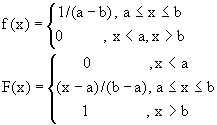 f(x) = { 1/(a − b), a ≤ x ≤ b
0 , x < a, x > b
0 , x < a
F(x) = { (x − a)/(b − a), a ≤ x ≤ b
1 , x > b